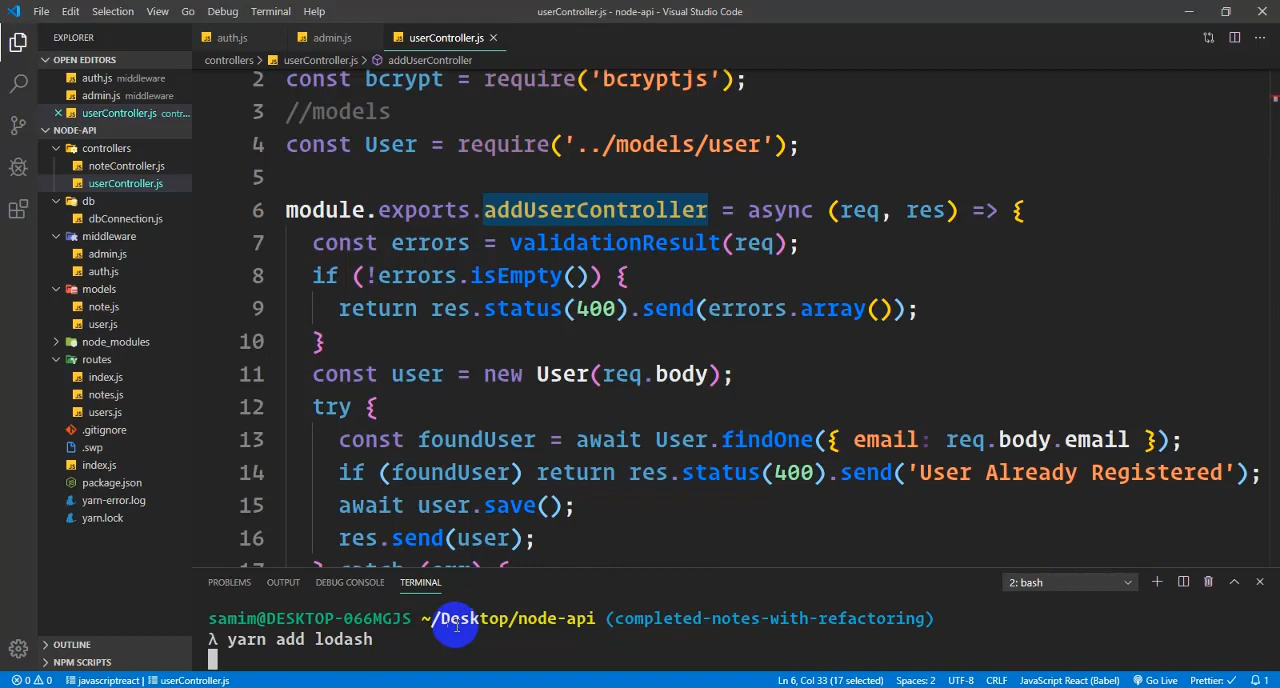 File Edit Selection View Go Debug Terminal Help
userController.js - node-api - Visual Studio Code
EXPLORER
OPEN EDITORS
auth.js middleware
admin.js middleware
userController.js contr...
NODE-API
controllers
noteController.js
userController.js
db
dbConnection.js
middleware
admin.js
auth.js
models
note.js
user.js
node_modules
routes
index.js
notes.js
users.js
.gitignore
.swp
index.js
package.json
yarn-error.log
yarn.lock
OUTLINE
NPM SCRIPTS
auth.js admin.js userController.js
controllers > userController.js > addUserController
2 const bcrypt = require('bcryptjs');
3 //models
4 const User = require('../models/user');
5
6 module.exports.addUserController = async (req, res) => {
7 const errors = validationResult(req);
8 if (!errors.isEmpty()) {
9 return res.status(400).send(errors.array());
10 }
11 const user = new User(req.body);
12 try {
13 const foundUser = await User.findOne({ email: req.body.email });
14 if (foundUser) return res.status(400).send('User Already Registered');
15 await user.save();
16 res.send(user);
17 } catch (err) {
PROBLEMS OUTPUT DEBUG CONSOLE TERMINAL
2: bash
samim@DESKTOP-066MGJS ~/Desktop/node-api (completed-notes-with-refactoring)
λ yarn add lodash
0 0 javascriptreact | userController.js
Ln 6, Col 33 (17 selected) Spaces: 2 UTF-8 CRLF JavaScript React (Babel) Go Live Prettier: ✓ 1